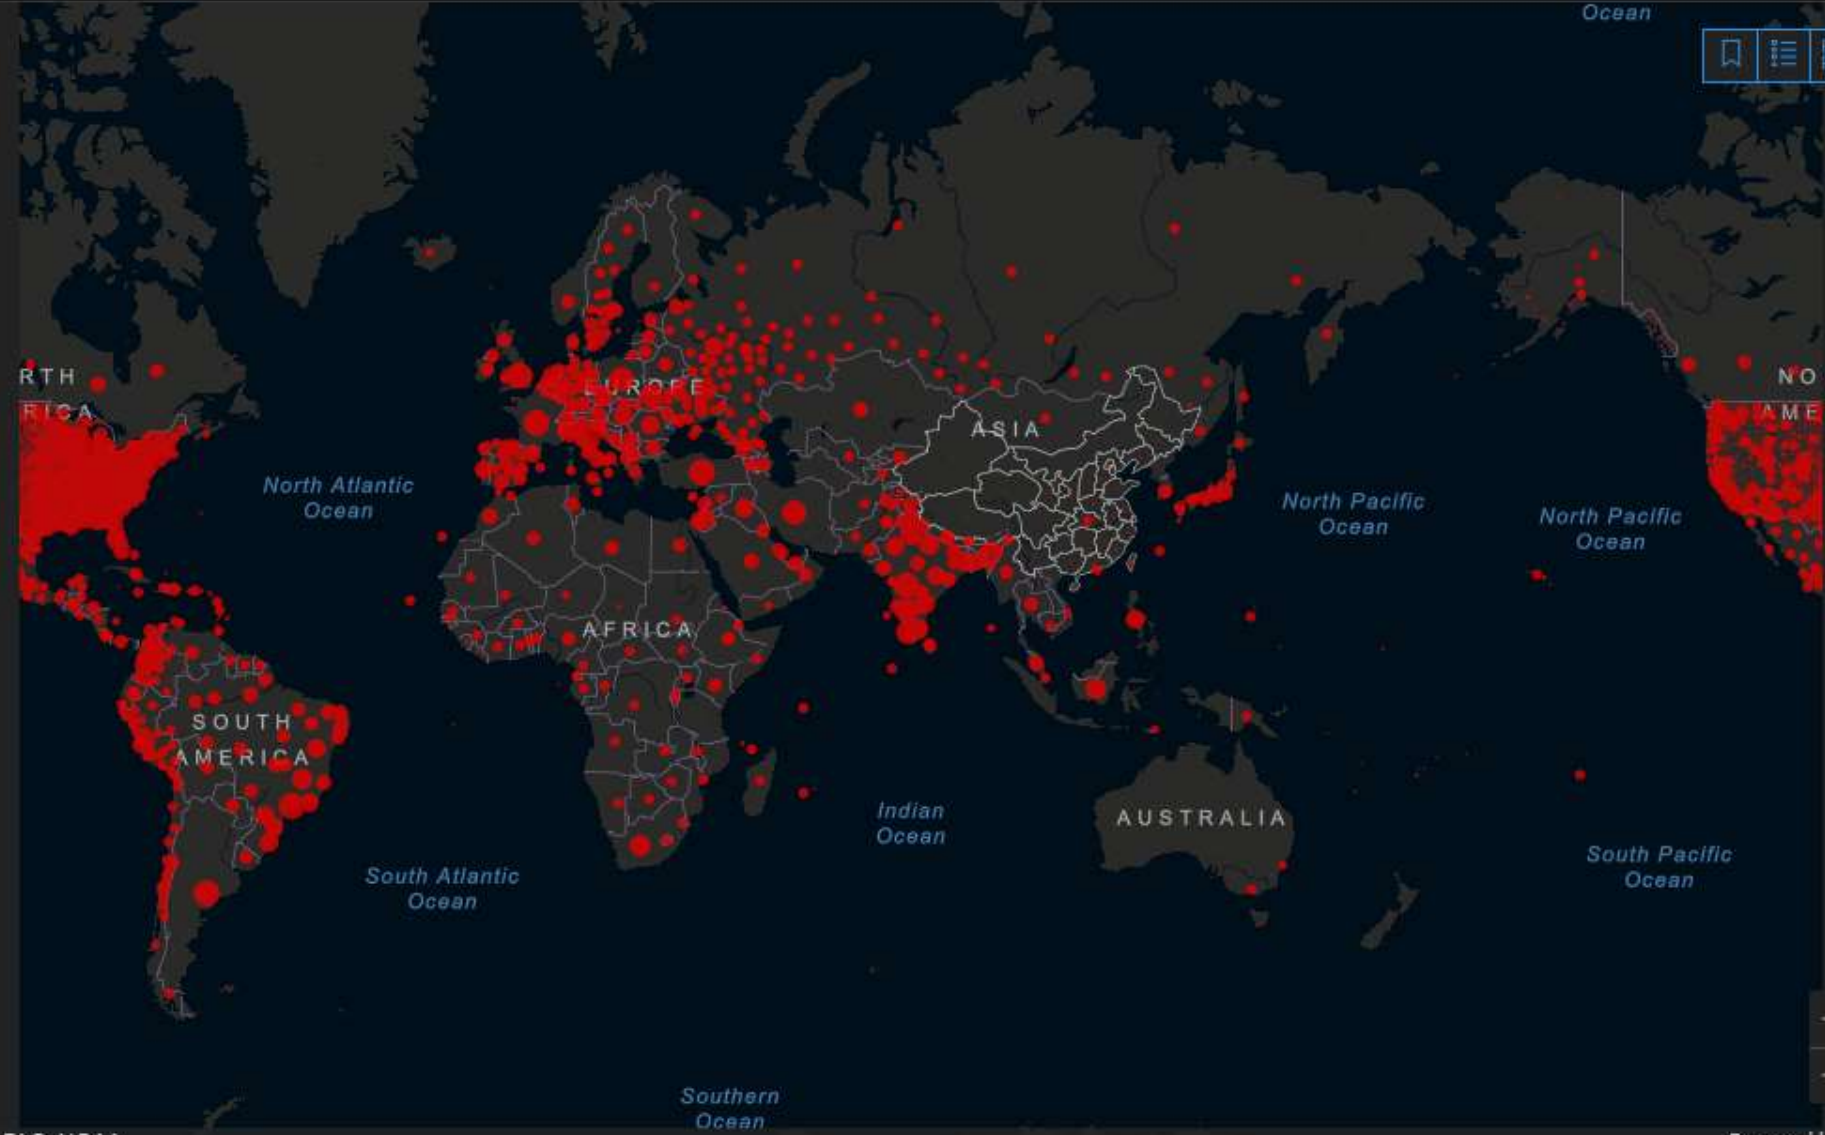 Ocean
RTH
RICA
EUROPE
ASIA
NO
AME
North Atlantic
Ocean
North Pacific
Ocean
North Pacific
Ocean
AFRICA
SOUTH
AMERICA
Indian
Ocean
AUSTRALIA
South Atlantic
Ocean
South Pacific
Ocean
Southern
Ocean